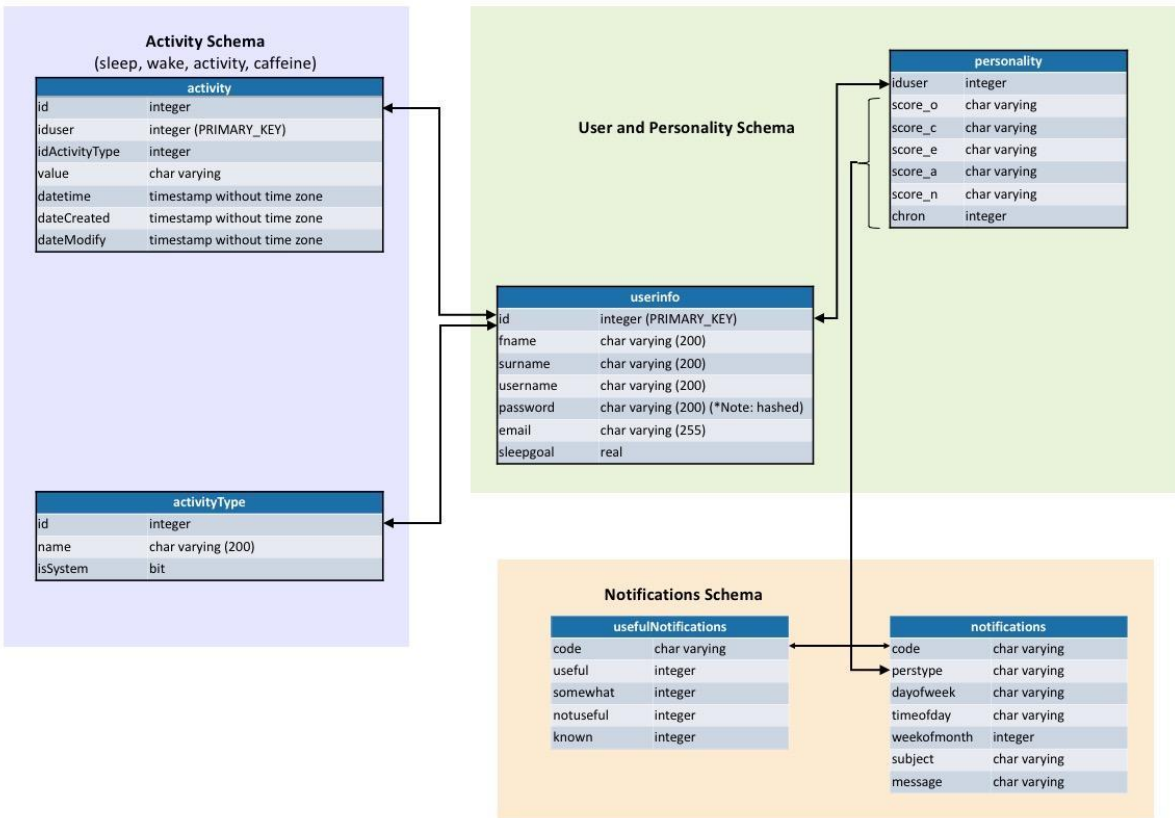 Activity Schema
(sleep, wake, activity, caffeine)
activity
id integer
iduser integer (PRIMARY_KEY)
idActivityType integer
value char varying
datetime timestamp without time zone
dateCreated timestamp without time zone
dateModify timestamp without time zone
activityType
id integer
name char varying (200)
isSystem bit
User and Personality Schema
personality
iduser integer
score_o char varying
score_c char varying
score_e char varying
score_a char varying
score_n char varying
chron integer
userinfo
id integer (PRIMARY_KEY)
fname char varying (200)
surname char varying (200)
username char varying (200)
password char varying (200) (*Note: hashed)
email char varying (255)
sleepgoal real
Notifications Schema
usefulNotifications
code char varying
useful integer
somewhat integer
notuseful integer
known integer
notifications
code char varying
perstype char varying
dayofweek char varying
timeofday char varying
weekofmonth integer
subject char varying
message char varying